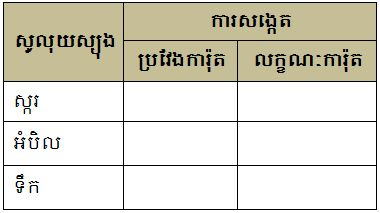 សូលុយស្យុង
ការសង្កេត
ប្រវែងការ៉ុត
លក្ខណៈការ៉ុត
ស្ករ
អំបិល
ទឹក